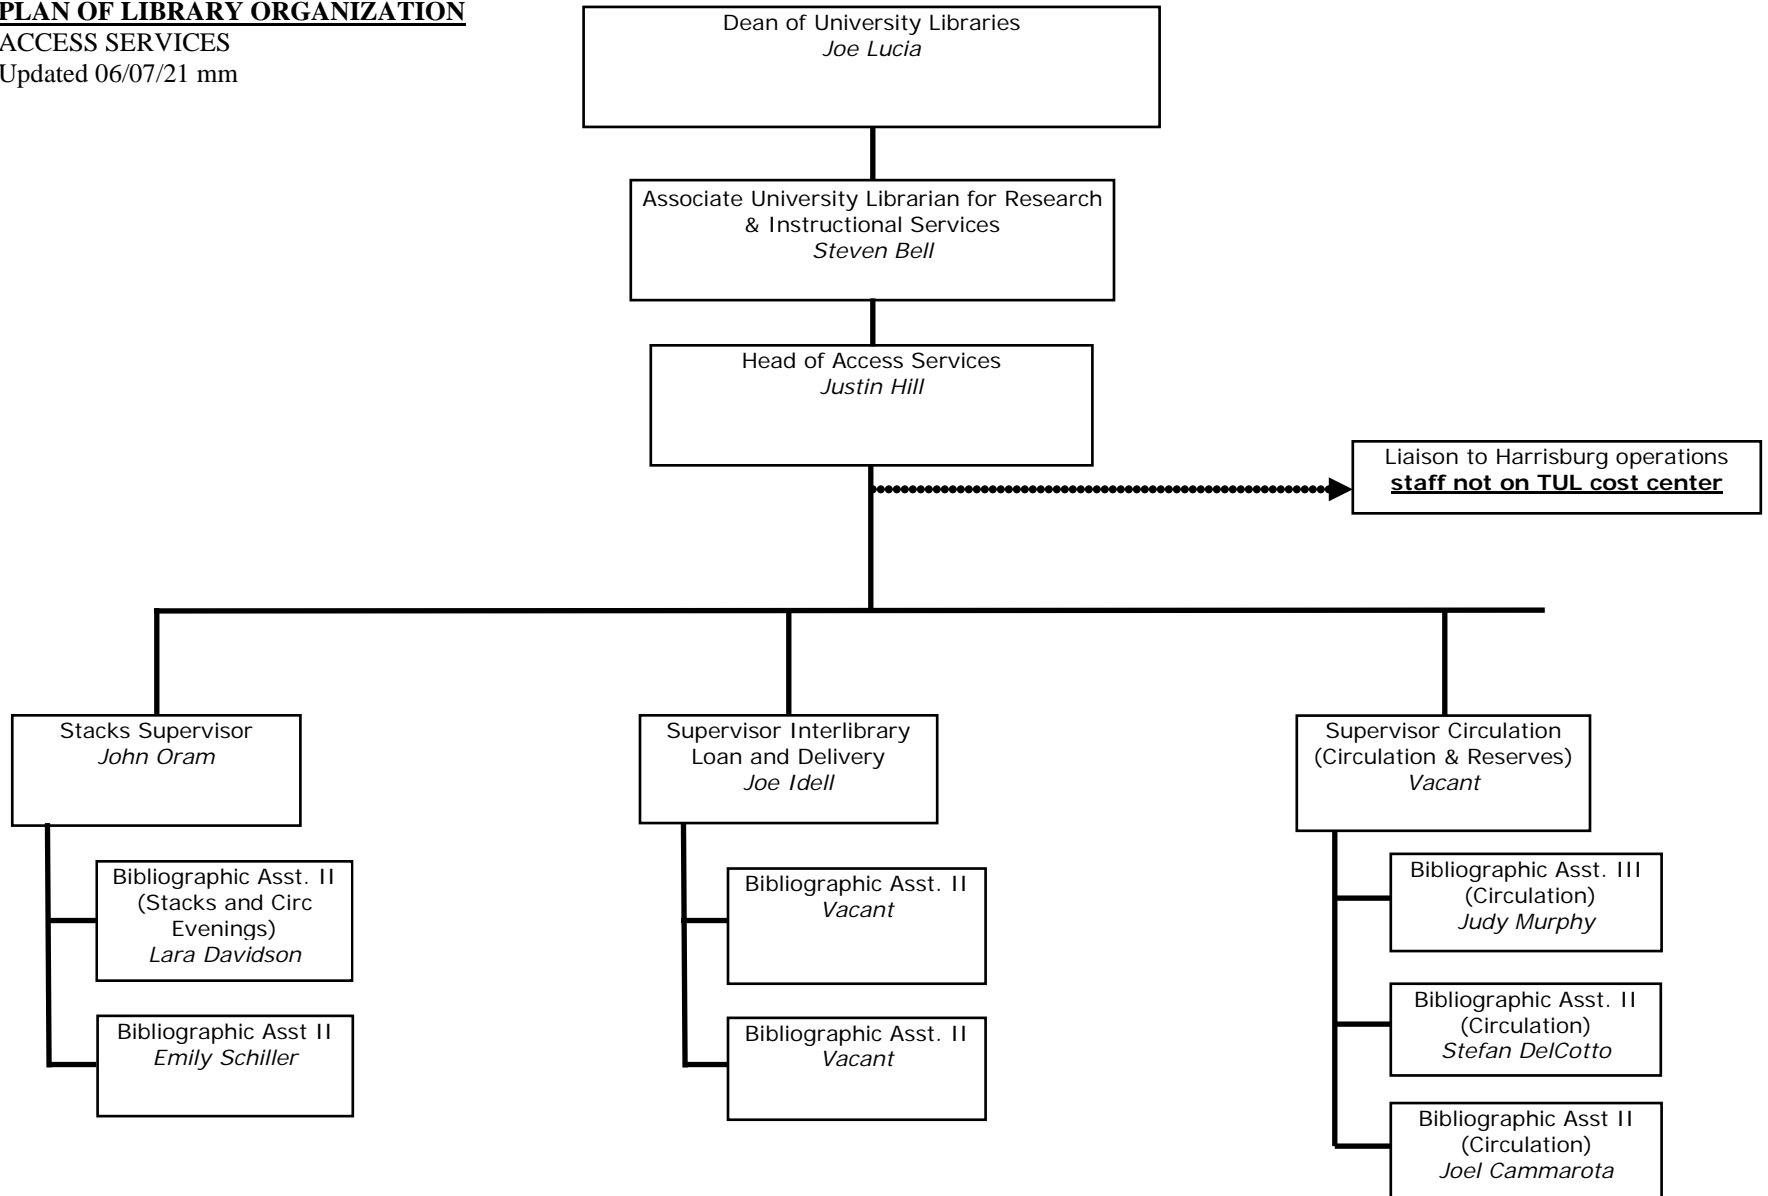 PLAN OF LIBRARY ORGANIZATION
ACCESS SERVICES
Updated 06/07/21 mm
Dean of University Libraries
Joe Lucia
Associate University Librarian for Research
& Instructional Services
Steven Bell
Head of Access Services
Justin Hill
Liaison to Harrisburg operations
staff not on TUL cost center
Stacks Supervisor
John Oram
Bibliographic Asst. II
(Stacks and Circ
Evenings)
Lara Davidson
Bibliographic Asst II
Emily Schiller
Supervisor Interlibrary
Loan and Delivery
Joe Idell
Bibliographic Asst. II
Vacant
Bibliographic Asst. II
Vacant
Supervisor Circulation
(Circulation & Reserves)
Vacant
Bibliographic Asst. III
(Circulation)
Judy Murphy
Bibliographic Asst. II
(Circulation)
Stefan DelCotto
Bibliographic Asst II
(Circulation)
Joel Cammarota